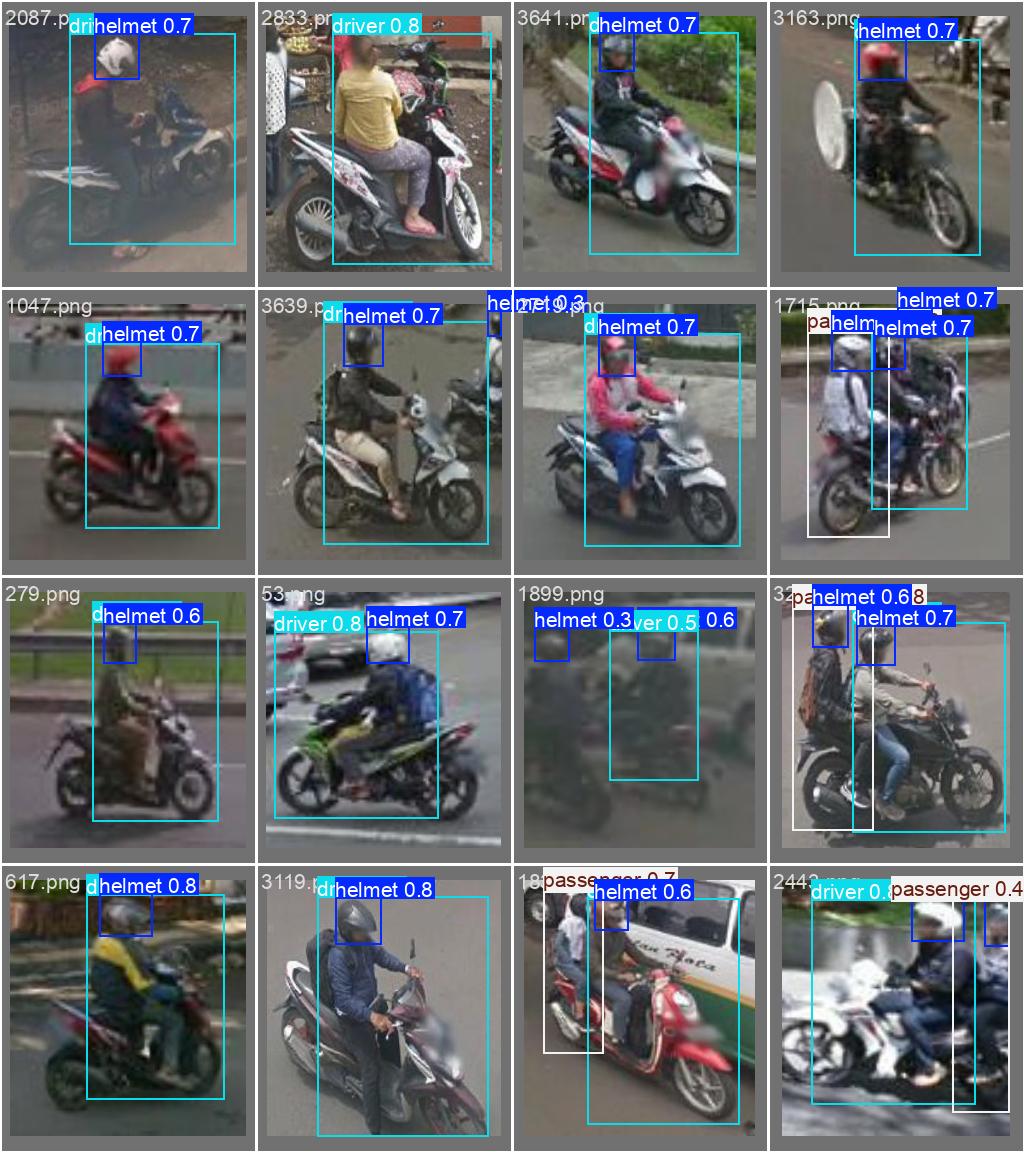 2087.pn
dri
helmet 0.7
2833.pn
driver 0.8
3641.pn
d
helmet 0.7
3163.png
helmet 0.7
1047.png
dri
helmet 0.7
3639.p
dr
helmet 0.7
helmet 0.3
2719.png
d
helmet 0.7
1715.png
pa
helm
helmet 0.7
helmet 0.7
279.png
d
helmet 0.6
53.png
driver 0.8
helmet 0.7
1899.png
helmet 0.3
ver 0.5
0.6
32
pa
helmet 0.6
8
helmet 0.7
617.png
d
helmet 0.8
3119.p
dr
helmet 0.8
18
passenger 0.7
helmet 0.6
Plata
2443.png
driver 0.
passenger 0.4